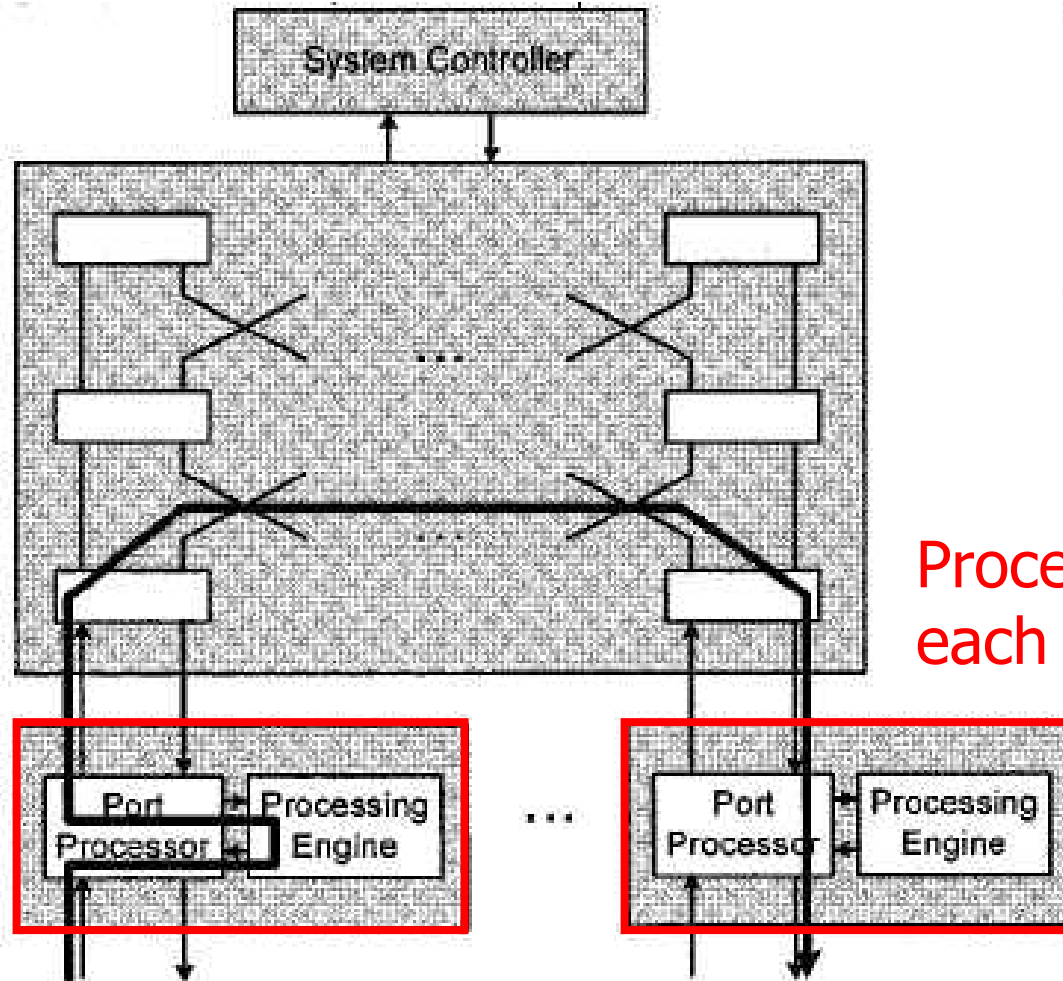 System Controller
...
...
Proce
each
Port
Processor
Processing
Engine
...
Port
Processor
Processing
Engine